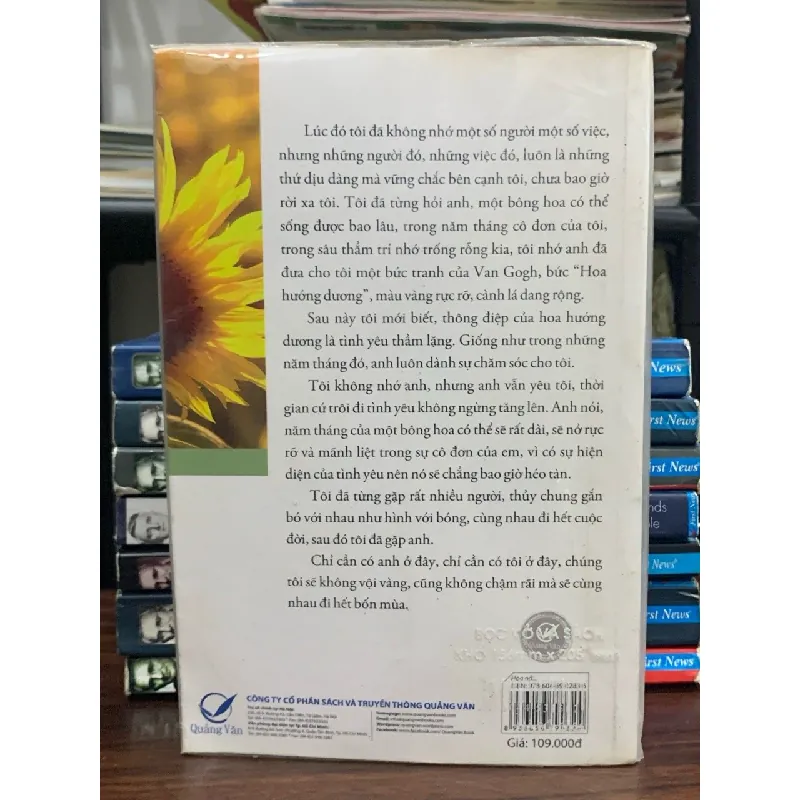 Lúc đó tôi đã không nhớ một số người một số việc,
nhưng những người đó, những việc đó, luôn là những
thứ dịu dàng mà vững chắc bên cạnh tôi, chưa bao giờ
rời xa tôi. Tôi đã từng hỏi anh, một bông hoa có thể
sống được bao lâu, trong năm tháng cô đơn của tôi,
trong sâu thẳm trí nhớ trống rỗng kia, tôi nhớ anh đã
đưa cho tôi một bức tranh của Van Gogh, bức "Hoa
hướng dương", màu vàng rực rỡ, cành lá dang rộng.
Sau này tôi mới biết, thông điệp của hoa hướng
dương là tình yêu thầm lặng. Giống như trong những
năm tháng đó, anh luôn dành sự chăm sóc cho tôi.
Tôi không nhớ anh, nhưng anh vẫn yêu tôi, thời
gian cứ trôi đi tình yêu không ngừng tăng lên. Anh nói,
năm tháng của một bông hoa có thể sẽ rất dài, sẽ nở rực
rỡ và mãnh liệt trong sự cô đơn của em, vì có sự hiện
diện của tình yêu nên nó sẽ chẳng bao giờ héo tàn.
Tôi đã từng gặp rất nhiều người, thủy chung gắn
bó với nhau như hình với bóng, cùng nhau đi hết cuộc
đời, sau đó tôi đã gặp anh.
Chỉ cần có anh ở đây, chỉ cần có tôi ở đây, chúng
tôi sẽ không vội vàng, cũng không chậm rãi mà sẽ cùng
nhau đi hết bốn mùa.
BỌC VỞ VÀ SÁCH
Quảng Văn
CÔNG TY CỔ PHẦN SÁCH VÀ TRUYỀN THÔNG QUẢNG VĂN
Giá: 109.000đ
News
irst News
irst News
News
irst News
irst News